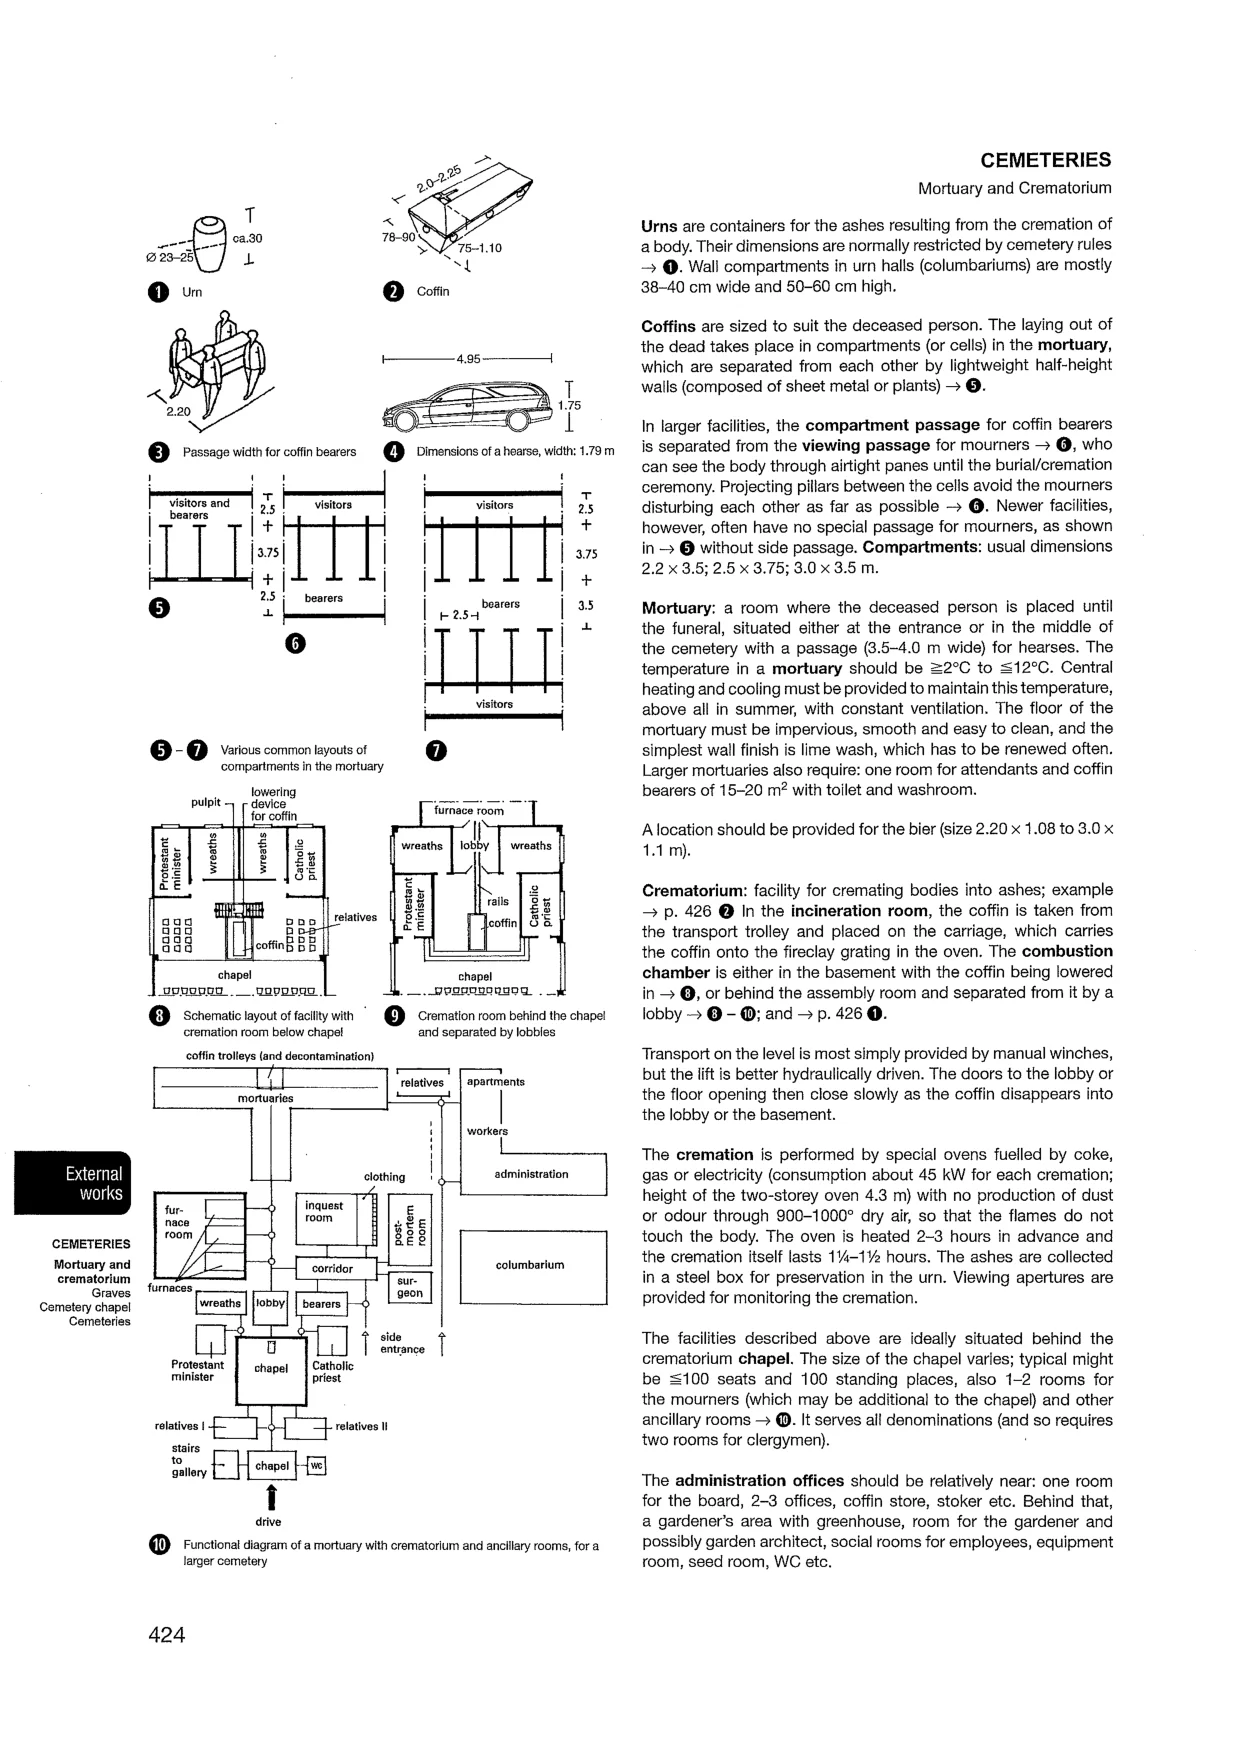 CEMETERIES
Mortuary and Crematorium
2.0–2.25
ca.30
Ø 23–25
78–90
75–1.10
❶ Urn
❷ Coffin
2.20
4.95
1.75
❸ Passage width for coffin bearers
❹ Dimensions of a hearse, width: 1.79 m
visitors and
bearers
2.5
3.75
2.5
❺
visitors
bearers
❻
visitors
2.5
3.75
bearers
2.5
3.5
visitors
❺ – ❼ Various common layouts of
compartments in the mortuary
❼
pulpit
lowering
device
for coffin
Protestant
minister
wreaths
wreaths
Catholic
priest
relatives
coffin
chapel
❽ Schematic layout of facility with
cremation room below chapel
furnace room
wreaths
lobby
wreaths
Protestant
minister
rails
coffin
Catholic
priest
chapel
❾ Cremation room behind the chapel
and separated by lobbies
coffin trolleys (and decontamination)
mortuaries
relatives
apartments
workers
administration
clothing
fur-
nace
room
inquest
room
post-
mortem
room
corridor
columbarium
furnaces
sur-
geon
wreaths
lobby
bearers
side
entrance
Protestant
minister
chapel
Catholic
priest
relatives I
relatives II
stairs
to
gallery
chapel
wc
drive
❿ Functional diagram of a mortuary with crematorium and ancillary rooms, for a
larger cemetery
External
works
CEMETERIES
Mortuary and
crematorium
Graves
Cemetery chapel
Cemeteries
424
Urns are containers for the ashes resulting from the cremation of
a body. Their dimensions are normally restricted by cemetery rules
→ ❶. Wall compartments in urn halls (columbariums) are mostly
38–40 cm wide and 50–60 cm high.
Coffins are sized to suit the deceased person. The laying out of
the dead takes place in compartments (or cells) in the mortuary,
which are separated from each other by lightweight half-height
walls (composed of sheet metal or plants) → ❺.
In larger facilities, the compartment passage for coffin bearers
is separated from the viewing passage for mourners → ❻, who
can see the body through airtight panes until the burial/cremation
ceremony. Projecting pillars between the cells avoid the mourners
disturbing each other as far as possible → ❻. Newer facilities,
however, often have no special passage for mourners, as shown
in → ❺ without side passage. Compartments: usual dimensions
2.2 × 3.5; 2.5 × 3.75; 3.0 × 3.5 m.
Mortuary: a room where the deceased person is placed until
the funeral, situated either at the entrance or in the middle of
the cemetery with a passage (3.5–4.0 m wide) for hearses. The
temperature in a mortuary should be ≧2°C to ≦12°C. Central
heating and cooling must be provided to maintain this temperature,
above all in summer, with constant ventilation. The floor of the
mortuary must be impervious, smooth and easy to clean, and the
simplest wall finish is lime wash, which has to be renewed often.
Larger mortuaries also require: one room for attendants and coffin
bearers of 15–20 m² with toilet and washroom.
A location should be provided for the bier (size 2.20 × 1.08 to 3.0 ×
1.1 m).
Crematorium: facility for cremating bodies into ashes; example
→ p. 426 ❷ In the incineration room, the coffin is taken from
the transport trolley and placed on the carriage, which carries
the coffin onto the fireclay grating in the oven. The combustion
chamber is either in the basement with the coffin being lowered
in → ❽, or behind the assembly room and separated from it by a
lobby → ❽ – ❿; and → p. 426 ❶.
Transport on the level is most simply provided by manual winches,
but the lift is better hydraulically driven. The doors to the lobby or
the floor opening then close slowly as the coffin disappears into
the lobby or the basement.
The cremation is performed by special ovens fuelled by coke,
gas or electricity (consumption about 45 kW for each cremation;
height of the two-storey oven 4.3 m) with no production of dust
or odour through 900–1000° dry air, so that the flames do not
touch the body. The oven is heated 2–3 hours in advance and
the cremation itself lasts 1¼–1½ hours. The ashes are collected
in a steel box for preservation in the urn. Viewing apertures are
provided for monitoring the cremation.
The facilities described above are ideally situated behind the
crematorium chapel. The size of the chapel varies; typical might
be ≦100 seats and 100 standing places, also 1–2 rooms for
the mourners (which may be additional to the chapel) and other
ancillary rooms → ❿. It serves all denominations (and so requires
two rooms for clergymen).
The administration offices should be relatively near: one room
for the board, 2–3 offices, coffin store, stoker etc. Behind that,
a gardener's area with greenhouse, room for the gardener and
possibly garden architect, social rooms for employees, equipment
room, seed room, WC etc.